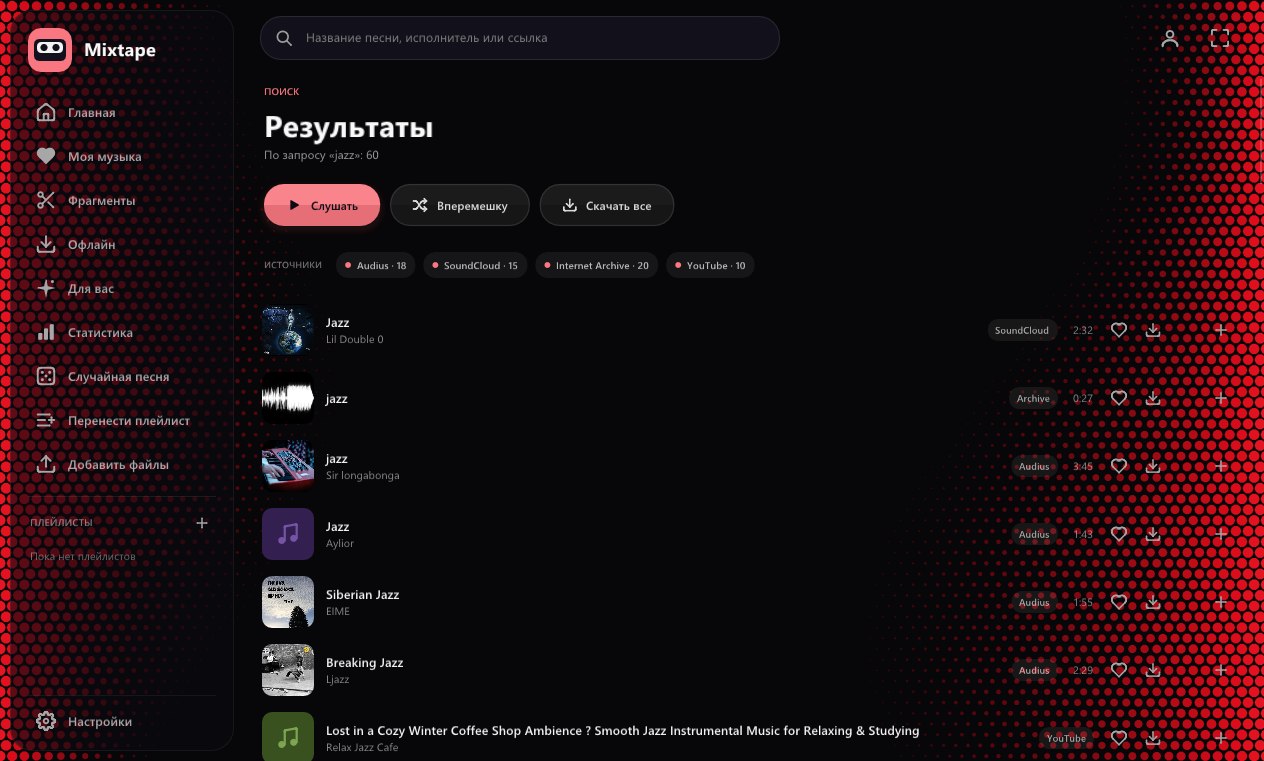 Mixtape
Главная
Моя музыка
Фрагменты
Офлайн
Для вас
Статистика
Случайная песня
Перенести плейлист
Добавить файлы
ПЛЕЙЛИСТЫ
Пока нет плейлистов
Настройки
Название песни, исполнитель или ссылка
ПОИСК
Результаты
По запросу «jazz»: 60
Слушать Вперемешку Скачать все
ИСТОЧНИКИ Audius · 18 SoundCloud · 15 Internet Archive · 20 YouTube · 10
Jazz
Lil Double 0
SoundCloud 2:32
jazz
Archive 0:27
jazz
Sir longabonga
Audius 3:45
Jazz
Aylior
Audius 1:43
Siberian Jazz
EIME
Audius 1:55
Breaking Jazz
Ljazz
Audius 2:29
Lost in a Cozy Winter Coffee Shop Ambience ? Smooth Jazz Instrumental Music for Relaxing & Studying
Relax Jazz Cafe
YouTube